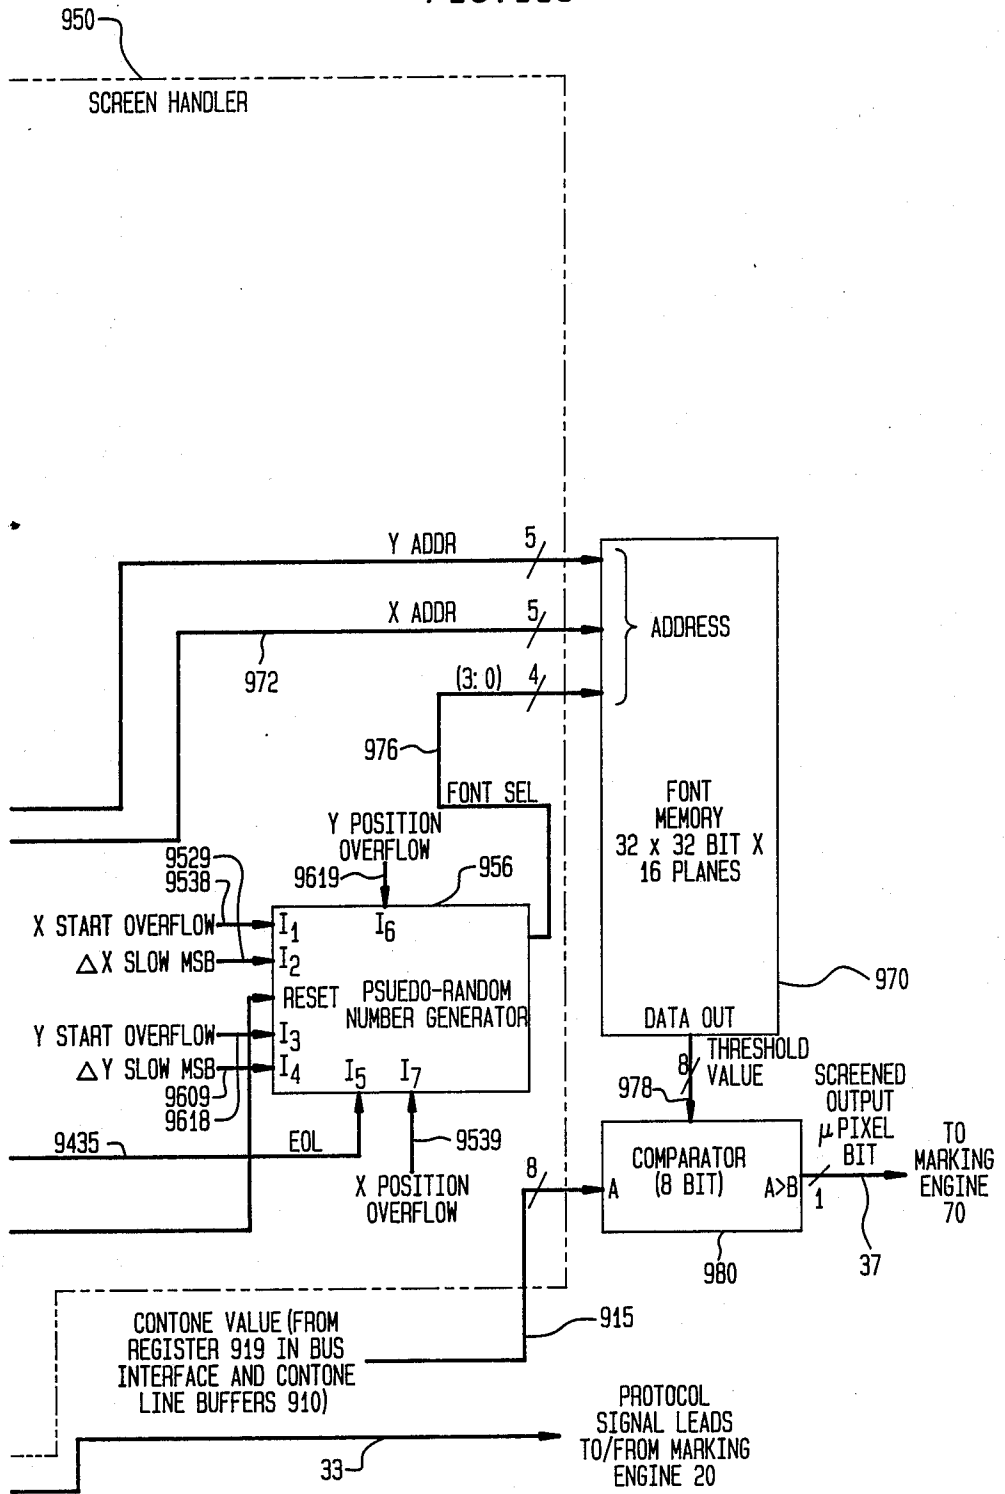 950
SCREEN HANDLER
Y ADDR
5
X ADDR
5
972
(3:0)
4
ADDRESS
976
FONT SEL
FONT
MEMORY
32 x 32 BIT X
16 PLANES
Y POSITION
OVERFLOW
9619
956
9529
9538
X START OVERFLOW
I1
I6
△X SLOW MSB
I2
RESET
PSUEDO-RANDOM
NUMBER GENERATOR
Y START OVERFLOW
I3
△Y SLOW MSB
I4
I5
I7
9609
9618
970
DATA OUT
8
THRESHOLD
VALUE
978
SCREENED
OUTPUT
μPIXEL
BIT
9435
EOL
9539
X POSITION
OVERFLOW
8
A
COMPARATOR
(8 BIT)
A>B
1
TO
MARKING
ENGINE
70
37
980
915
CONTONE VALUE (FROM
REGISTER 919 IN BUS
INTERFACE AND CONTONE
LINE BUFFERS 910)
33
PROTOCOL
SIGNAL LEADS
TO/FROM MARKING
ENGINE 20